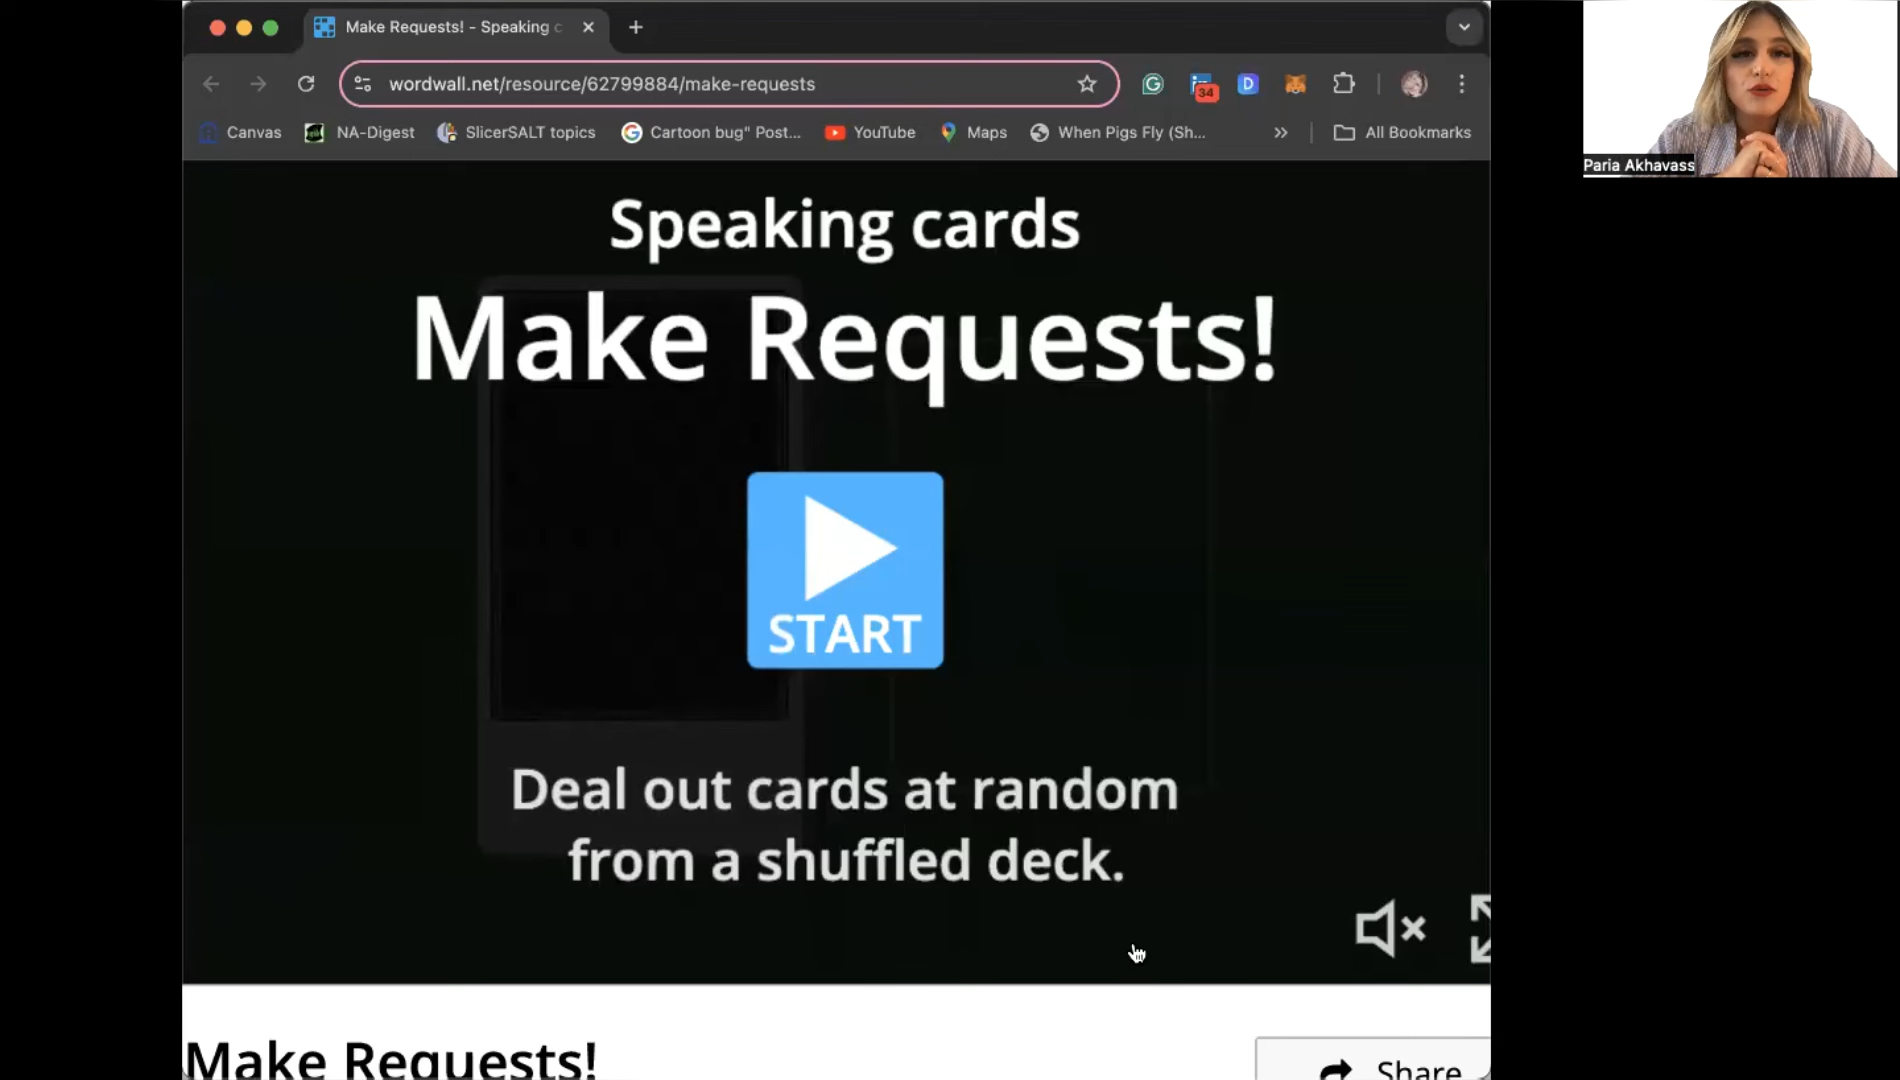 Make Requests! - Speaking c
wordwall.net/resource/62799884/make-requests
34
D
Canvas
NA-Digest
SlicerSALT topics
Cartoon bug" Post...
YouTube
Maps
When Pigs Fly (Sh...
All Bookmarks
Paria Akhavass
Speaking cards
Make Requests!
START
Deal out cards at random
from a shuffled deck.
Make Requests!
Share